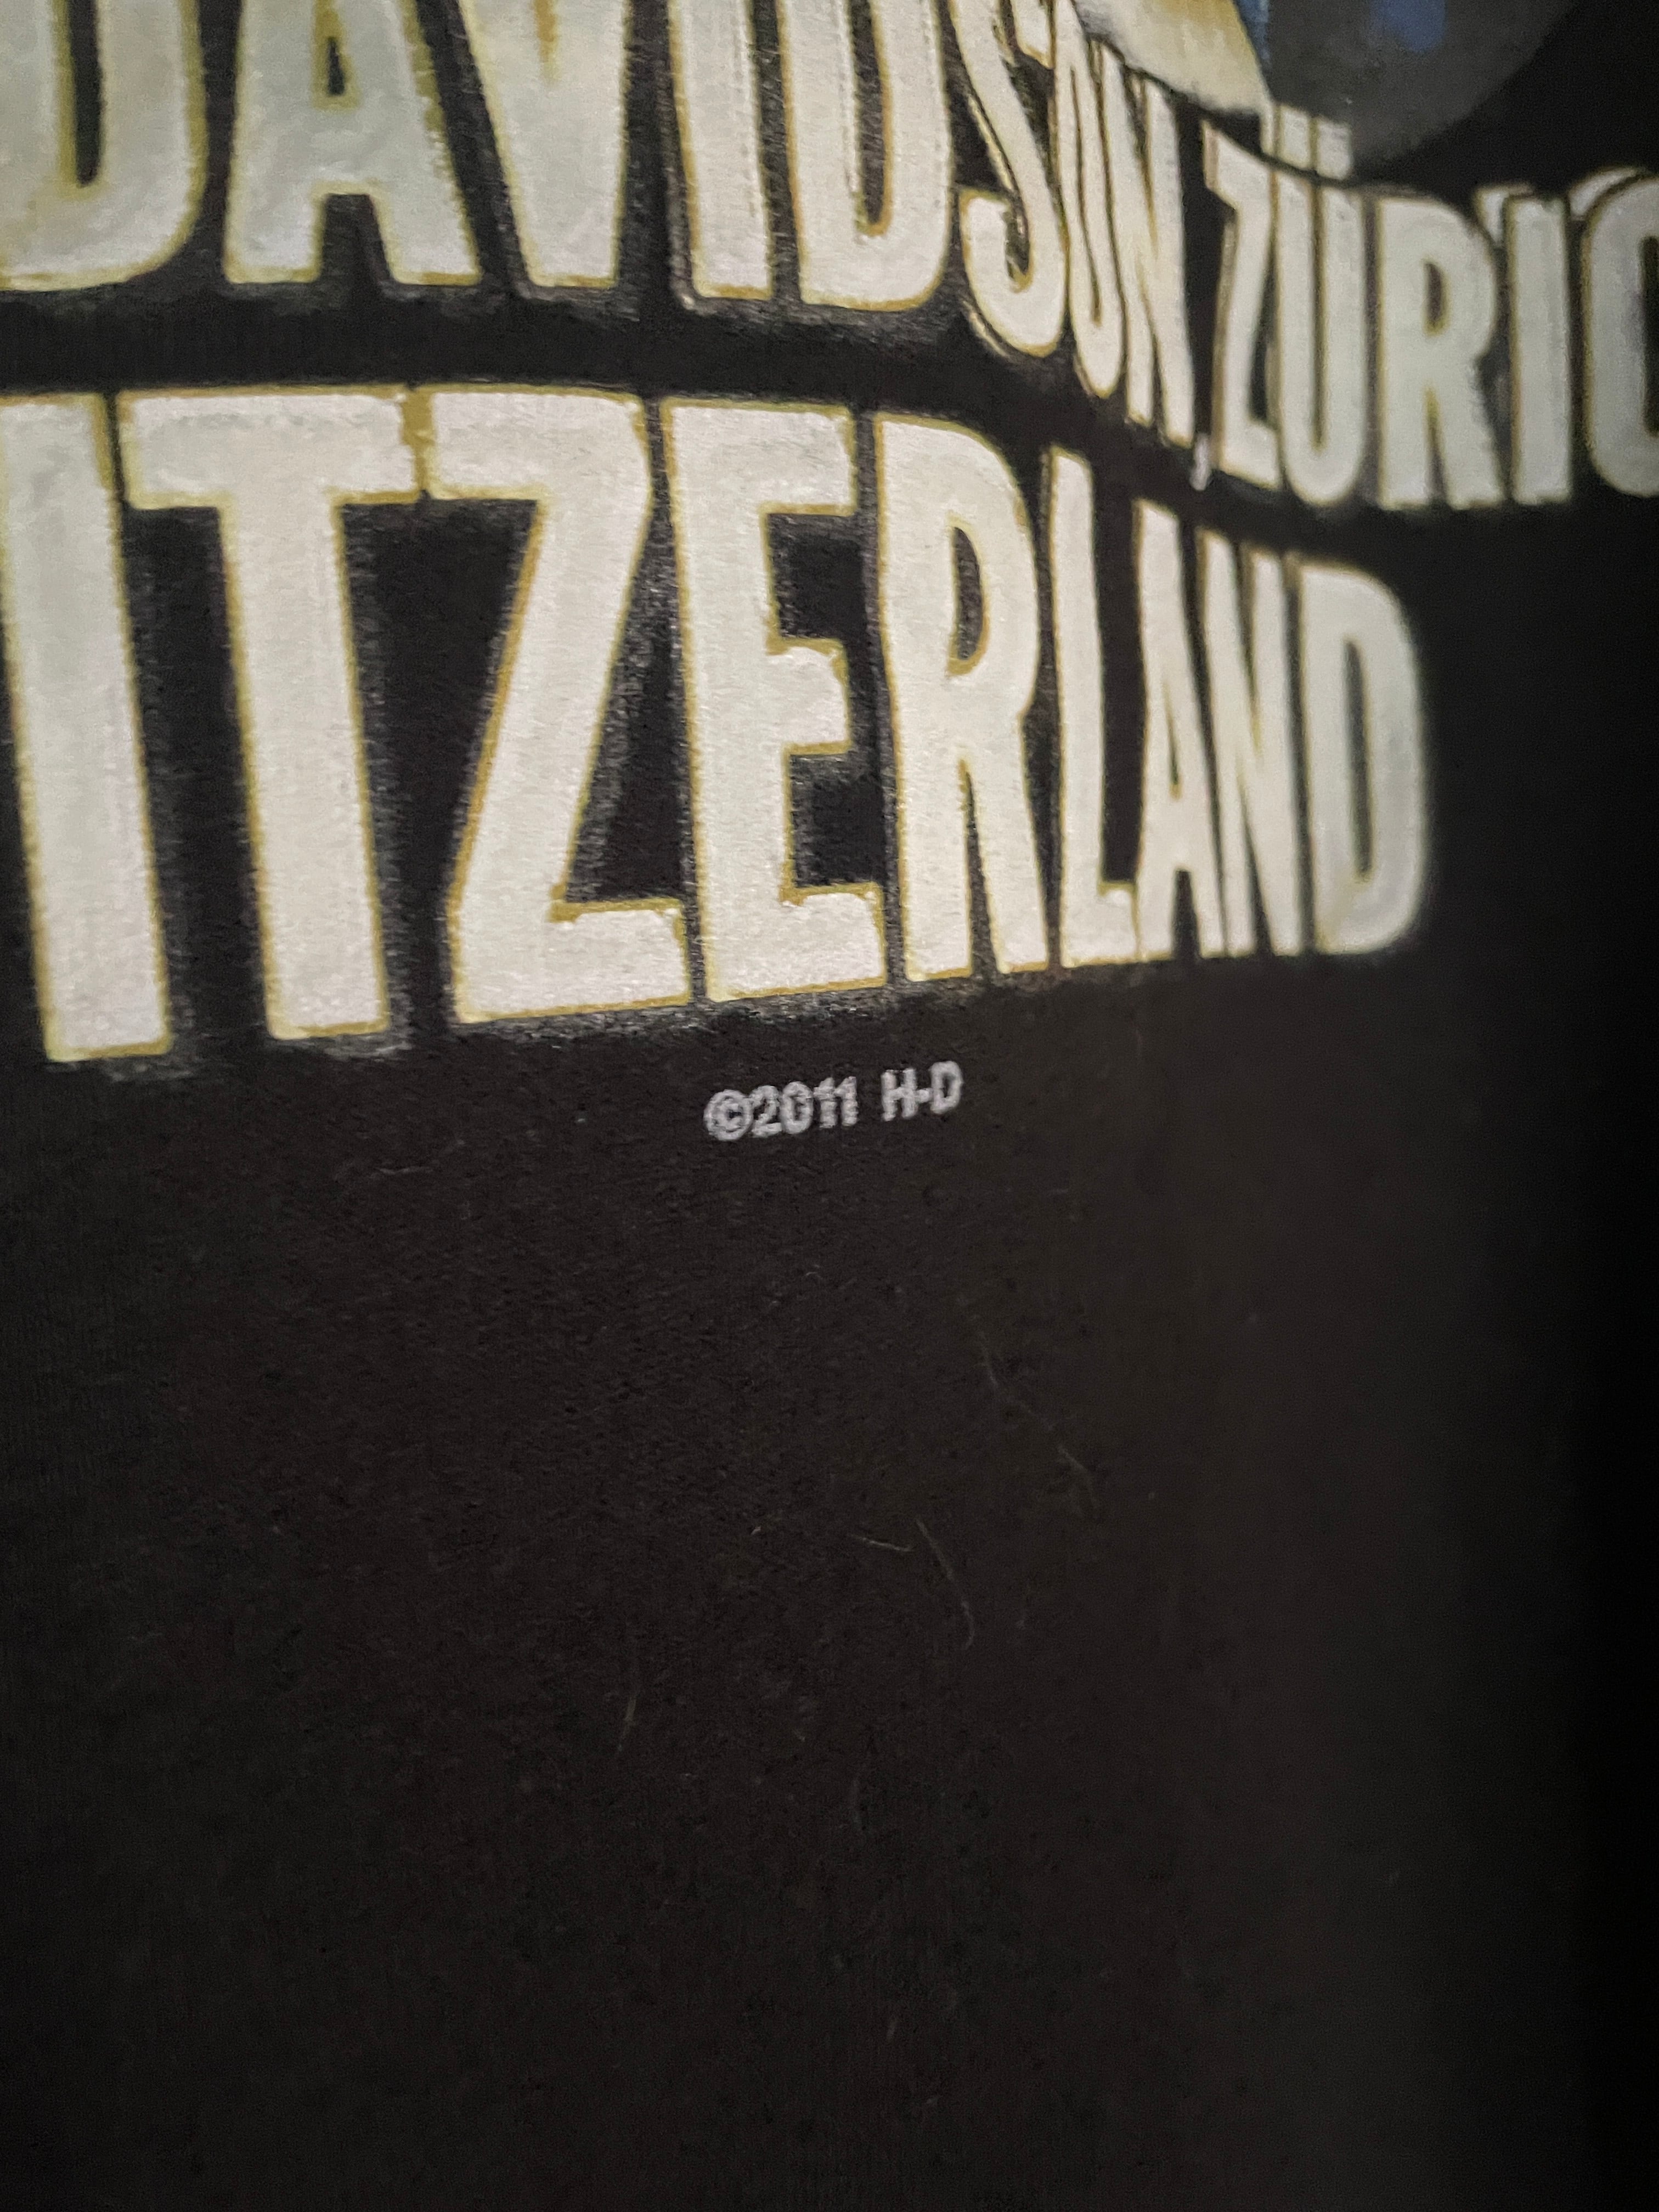 DAVIDSON, ZÜRIC
ITZERLAND
©2011 H-D